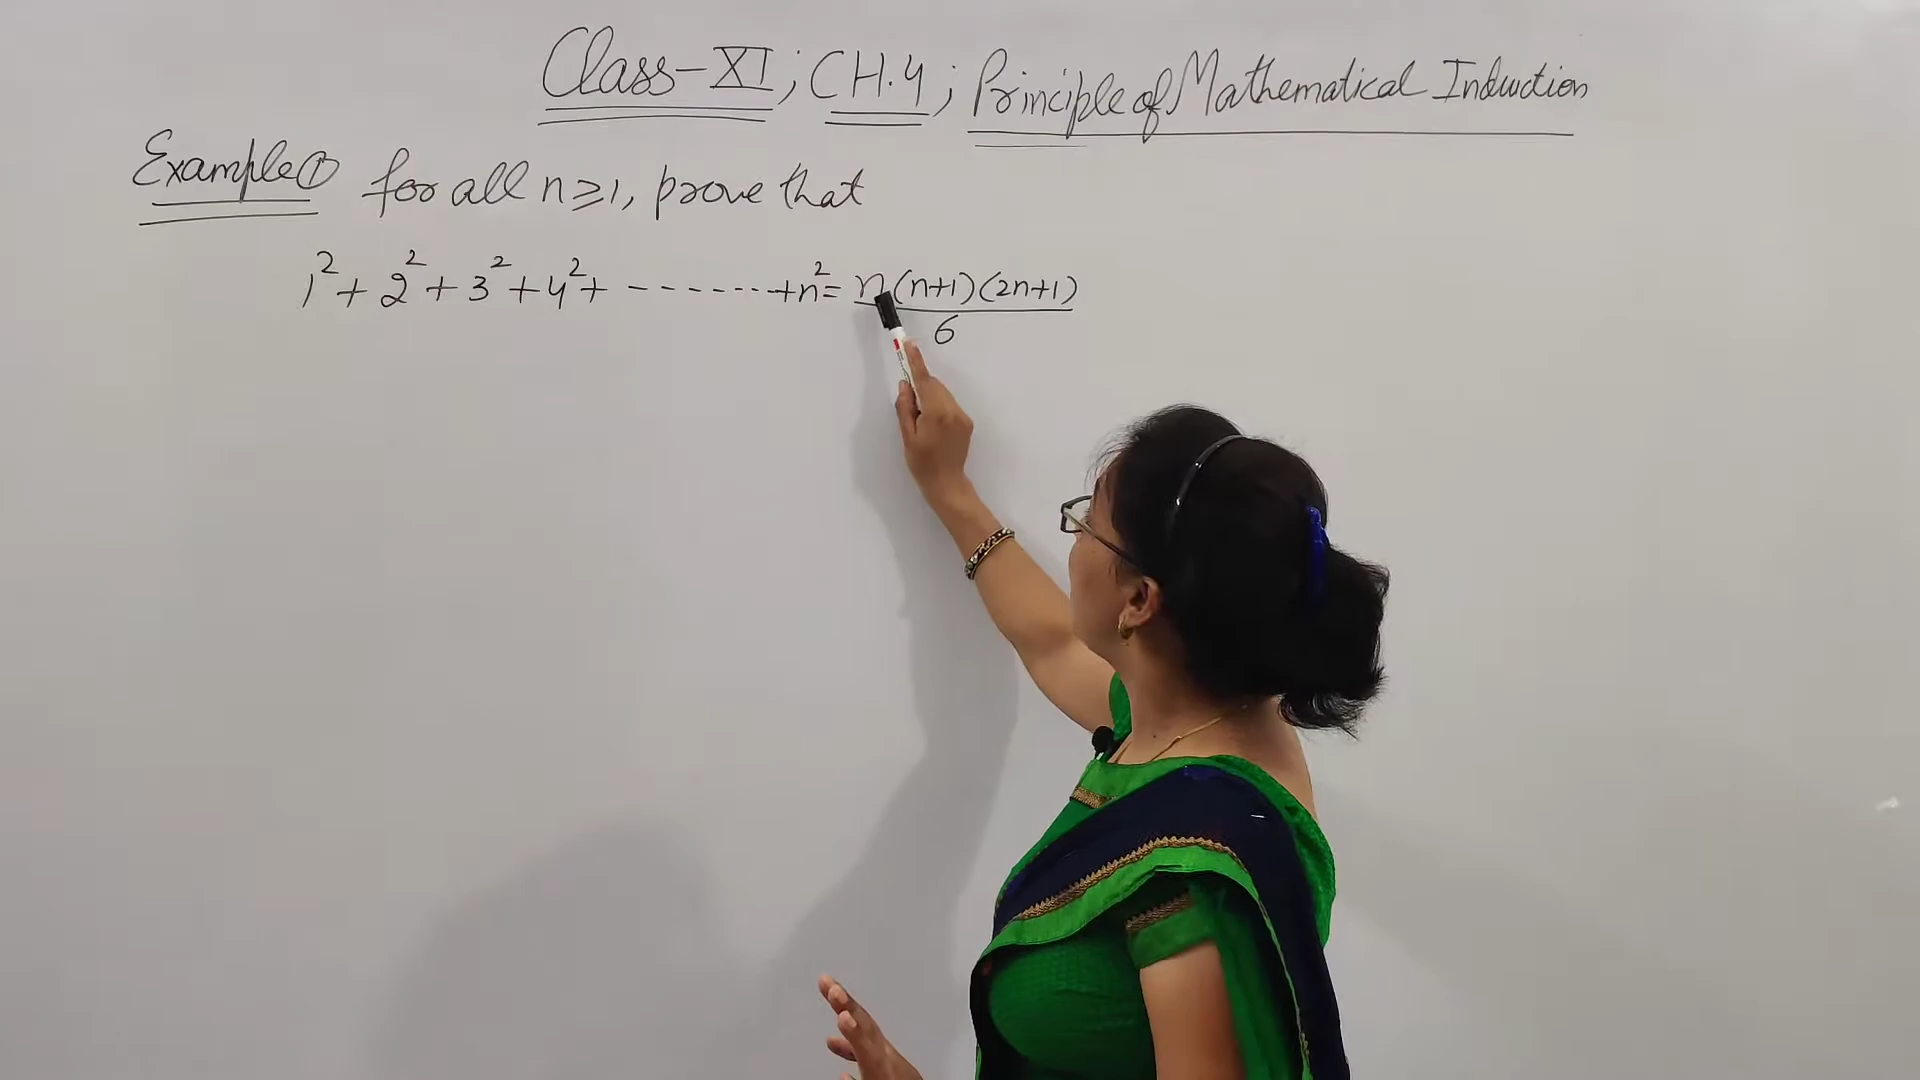 Class-XI; CH.4; Principle of Mathematical Induction
Example① for all n≥1, prove that
1² + 2² + 3² + 4² + -------- +n² = n(n+1)(2n+1)
6